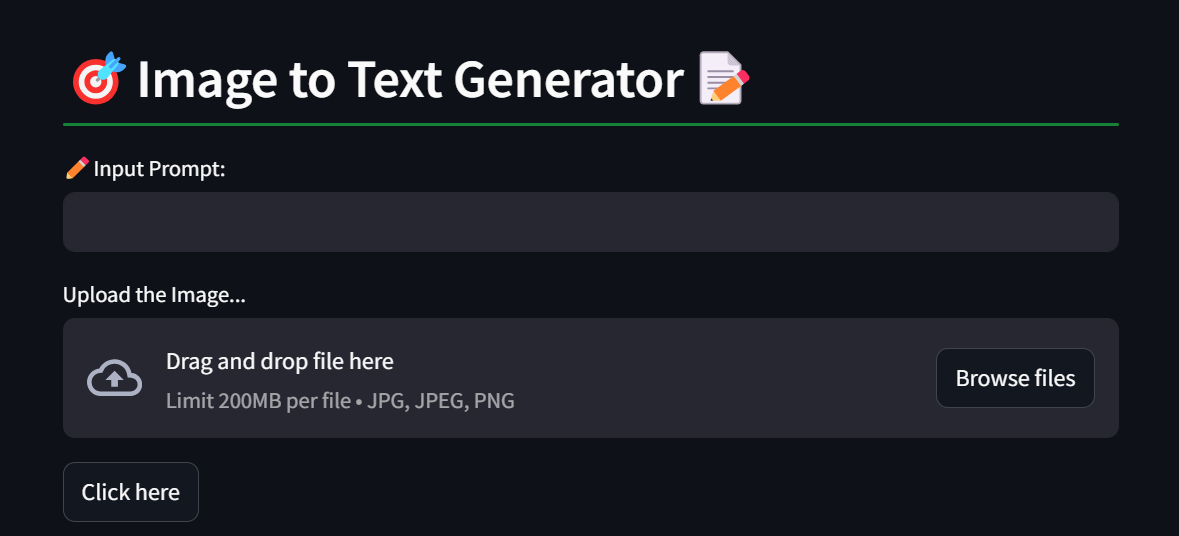 🎯 Image to Text Generator 📝
✏️ Input Prompt:
Upload the Image...
Drag and drop file here
Limit 200MB per file • JPG, JPEG, PNG
Browse files
Click here